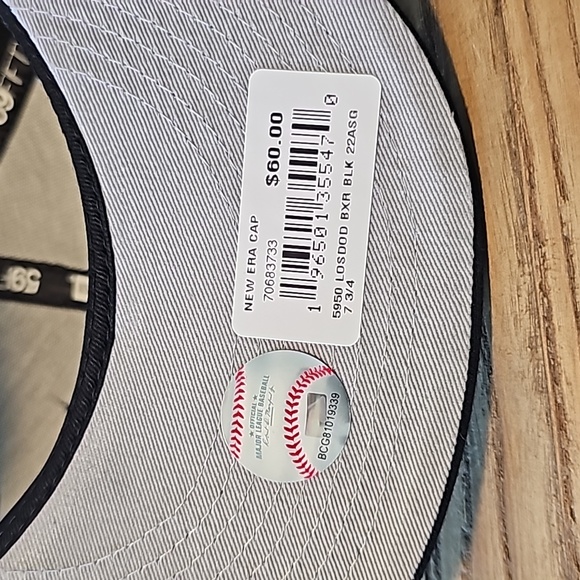 NEW ERA CAP
70683733 $60.00
1 96501 35547 0
5950 LOSDOD BXR BLK 22ASG
7 3/4
OFFICIAL
MAJOR LEAGUE BASEBALL
BCG81019339
59F